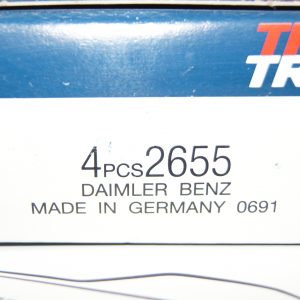 4PCS2655
DAIMLER BENZ
MADE IN GERMANY 0691